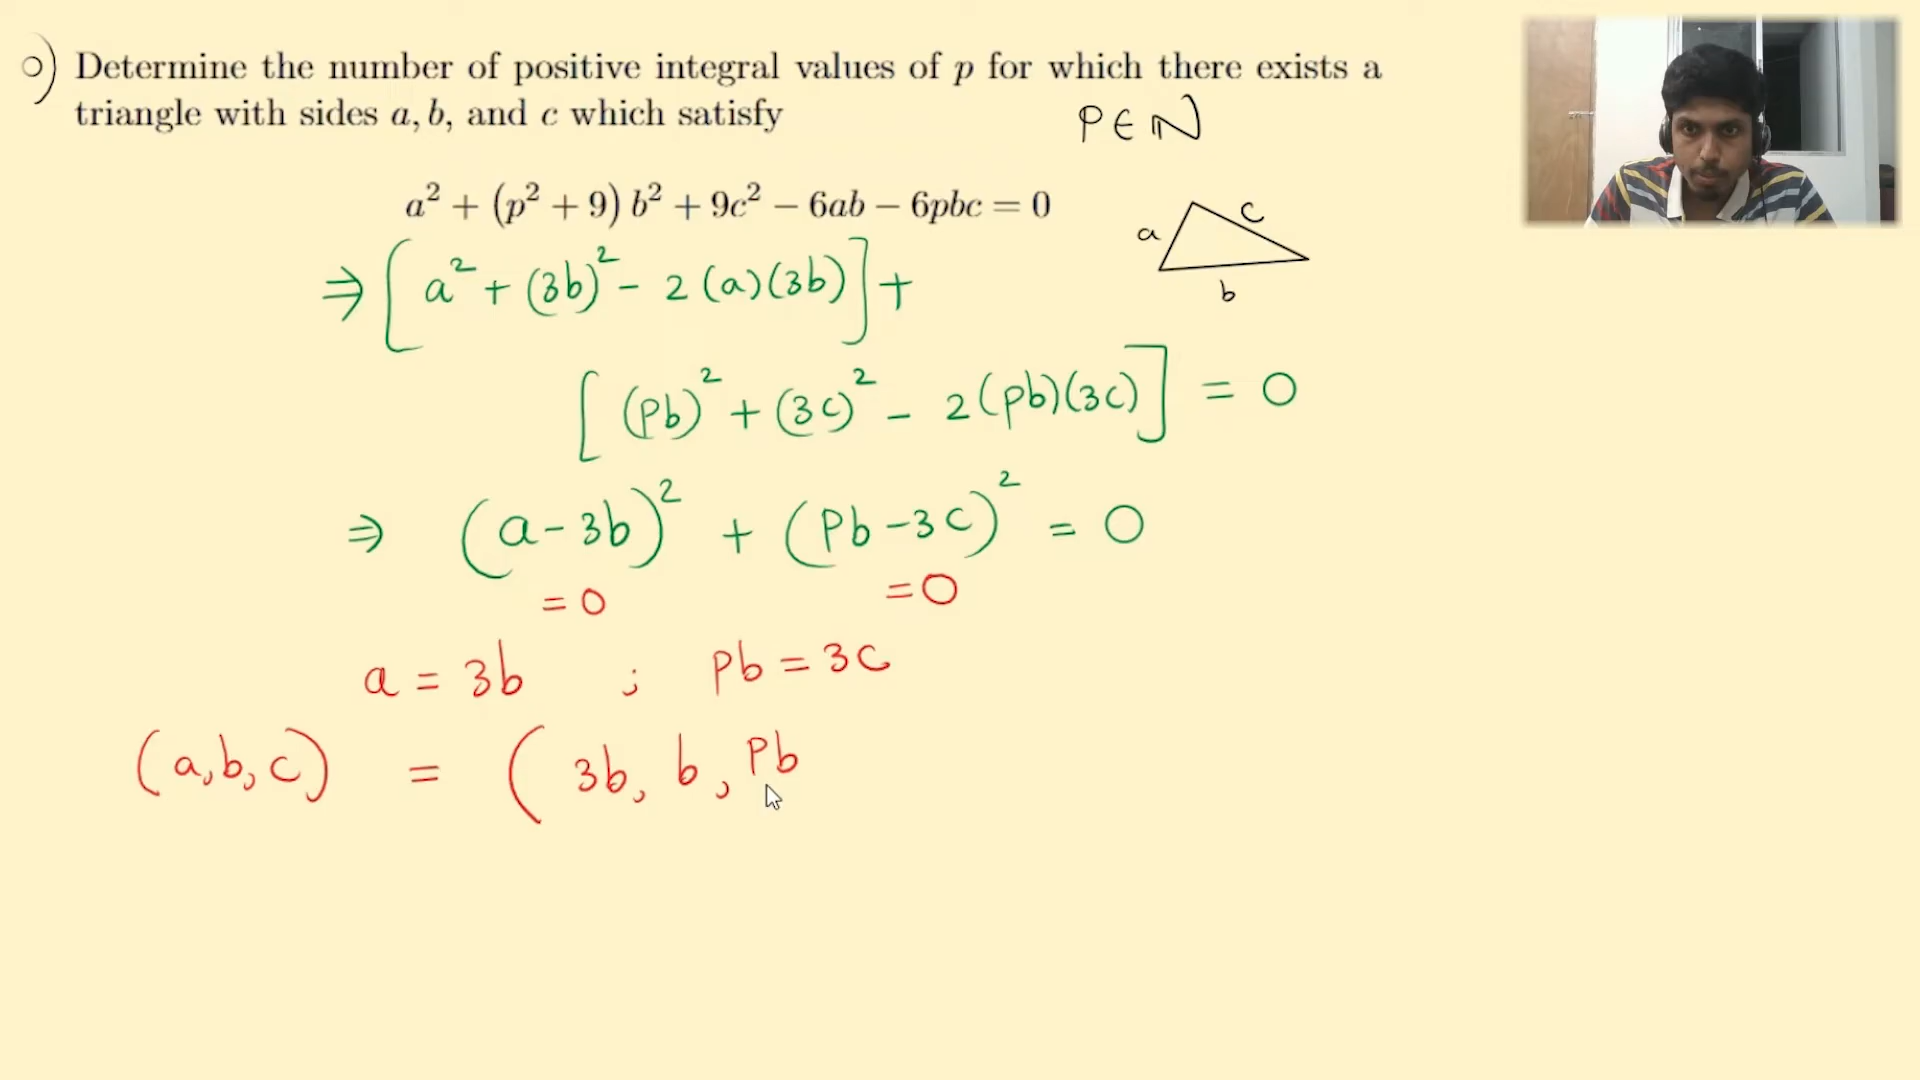 Determine the number of positive integral values of p for which there exists a
triangle with sides a, b, and c which satisfy
P ∈ ℕ
a² + (p² + 9) b² + 9c² − 6ab − 6pbc = 0
a
c
b
⇒ [ a² + (3b)² − 2 (a)(3b) ] +
[ (Pb)² + (3c)² − 2(pb)(3c) ] = 0
⇒ (a − 3b)² + (Pb − 3c)² = 0
= 0 = 0
a = 3b ; Pb = 3c
(a, b, c) = ( 3b, b, Pb